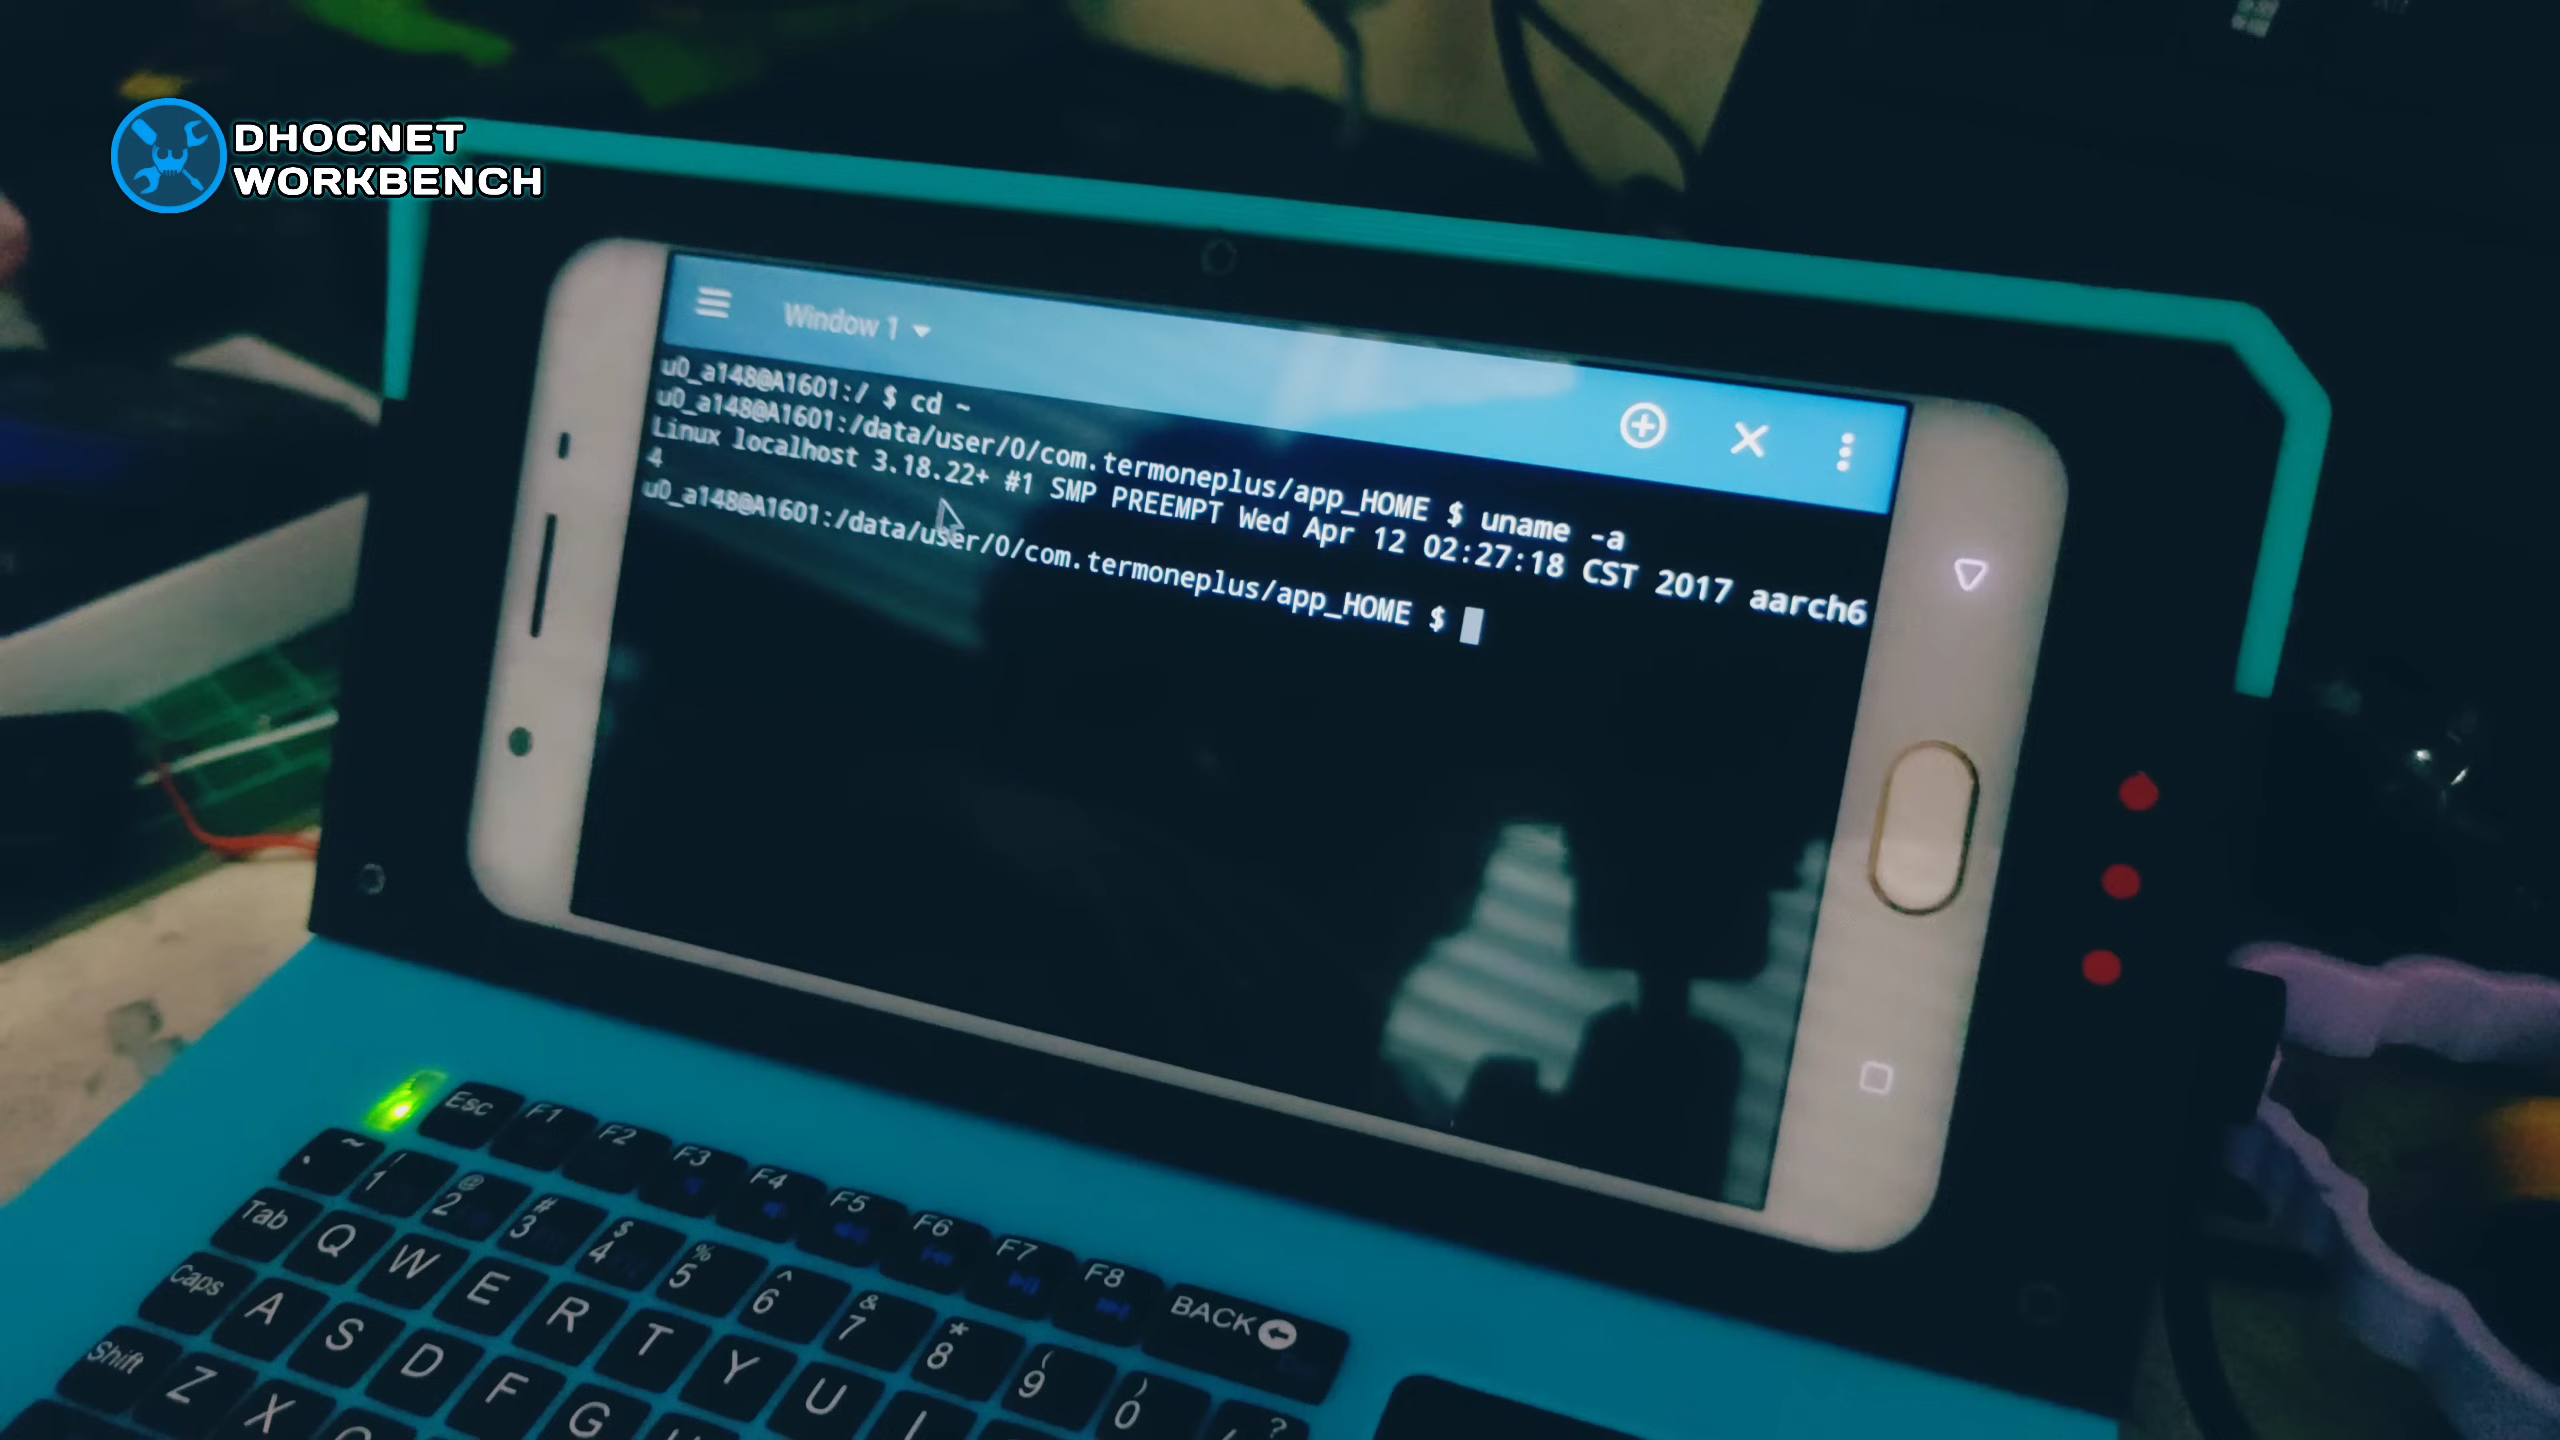 DHOCNET
WORKBENCH
Window 1
u0_a148@A1601:/ $ cd ~
u0_a148@A1601:/data/user/0/com.termoneplus/app_HOME $ uname -a
Linux localhost 3.18.22+ #1 SMP PREEMPT Wed Apr 12 02:27:18 CST 2017 aarch6
4
u0_a148@A1601:/data/user/0/com.termoneplus/app_HOME $
Esc F1 F2 F3 F4 F5 F6 F7 F8 BACK
~ ! @ # $ % ^ & * ( )
1 2 3 4 5 6 7 8 9 0
Tab Q W E R T Y U
Caps A S D F G
Shift Z X
?